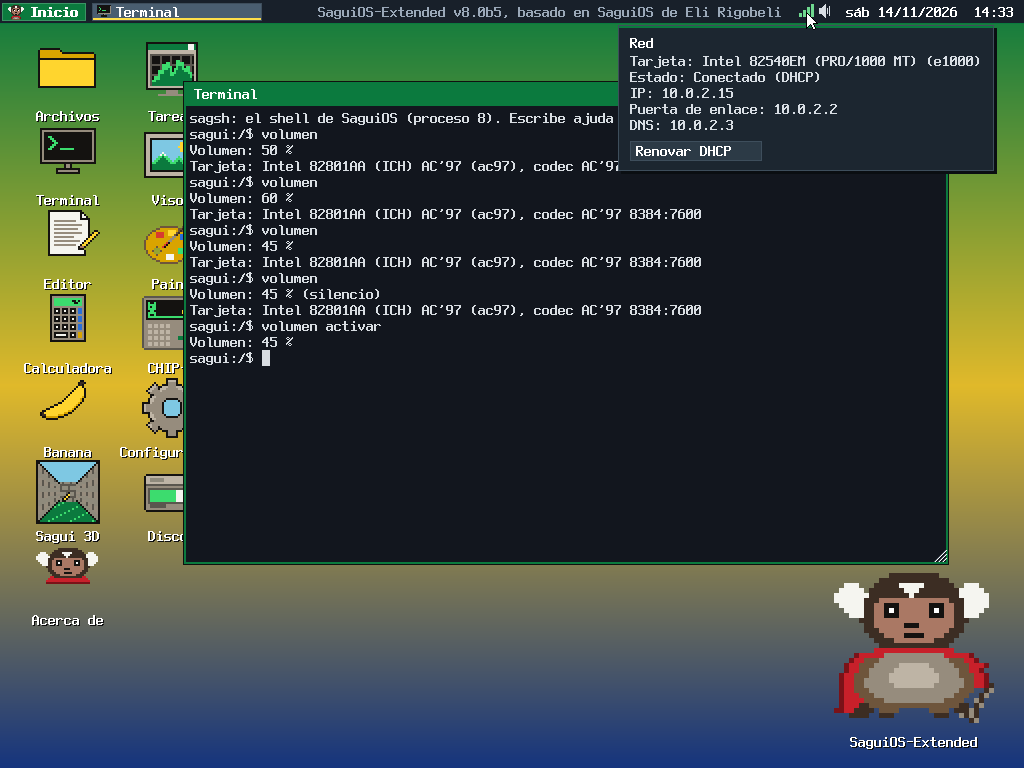 Inicio
Terminal
SaguiOS-Extended v8.0b5, basado en SaguiOS de Eli Rigobeli
sáb 14/11/2026 14:33
Red
Tarjeta: Intel 82540EM (PRO/1000 MT) (e1000)
Estado: Conectado (DHCP)
IP: 10.0.2.15
Puerta de enlace: 10.0.2.2
DNS: 10.0.2.3
Renovar DHCP
Terminal
sagsh: el shell de SaguiOS (proceso 8). Escribe ayuda
sagui:/$ volumen
Volumen: 50 %
Tarjeta: Intel 82801AA (ICH) AC'97 (ac97), codec AC'97
sagui:/$ volumen
Volumen: 60 %
Tarjeta: Intel 82801AA (ICH) AC'97 (ac97), codec AC'97 8384:7600
sagui:/$ volumen
Volumen: 45 %
Tarjeta: Intel 82801AA (ICH) AC'97 (ac97), codec AC'97 8384:7600
sagui:/$ volumen
Volumen: 45 % (silencio)
Tarjeta: Intel 82801AA (ICH) AC'97 (ac97), codec AC'97 8384:7600
sagui:/$ volumen activar
Volumen: 45 %
sagui:/$
Archivos
Tarea
Terminal
Viso
Editor
Pain
Calculadora
CHIP
Banana
Configur
Sagui 3D
Disco
Acerca de
SaguiOS-Extended